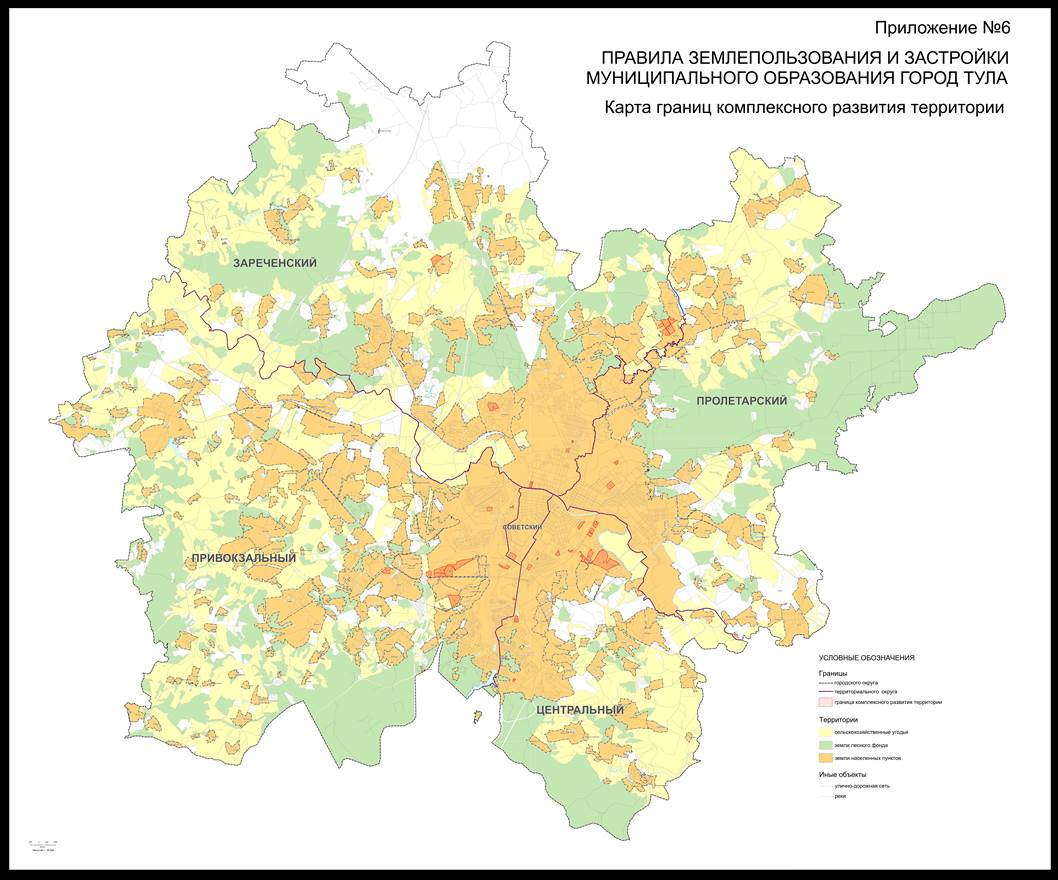 Приложение №6
ПРАВИЛА ЗЕМЛЕПОЛЬЗОВАНИЯ И ЗАСТРОЙКИ
МУНИЦИПАЛЬНОГО ОБРАЗОВАНИЯ ГОРОД ТУЛА
Карта границ комплексного развития территории
ЗАРЕЧЕНСКИЙ
ПРОЛЕТАРСКИЙ
СОВЕТСКИЙ
ПРИВОКЗАЛЬНЫЙ
ЦЕНТРАЛЬНЫЙ
УСЛОВНЫЕ ОБОЗНАЧЕНИЯ
Границы
городского округа
территориального округа
граница комплексного развития территории
Территории
сельскохозяйственные угодья
земли лесного фонда
земли населенных пунктов
Иные объекты
улично-дорожная сеть
реки